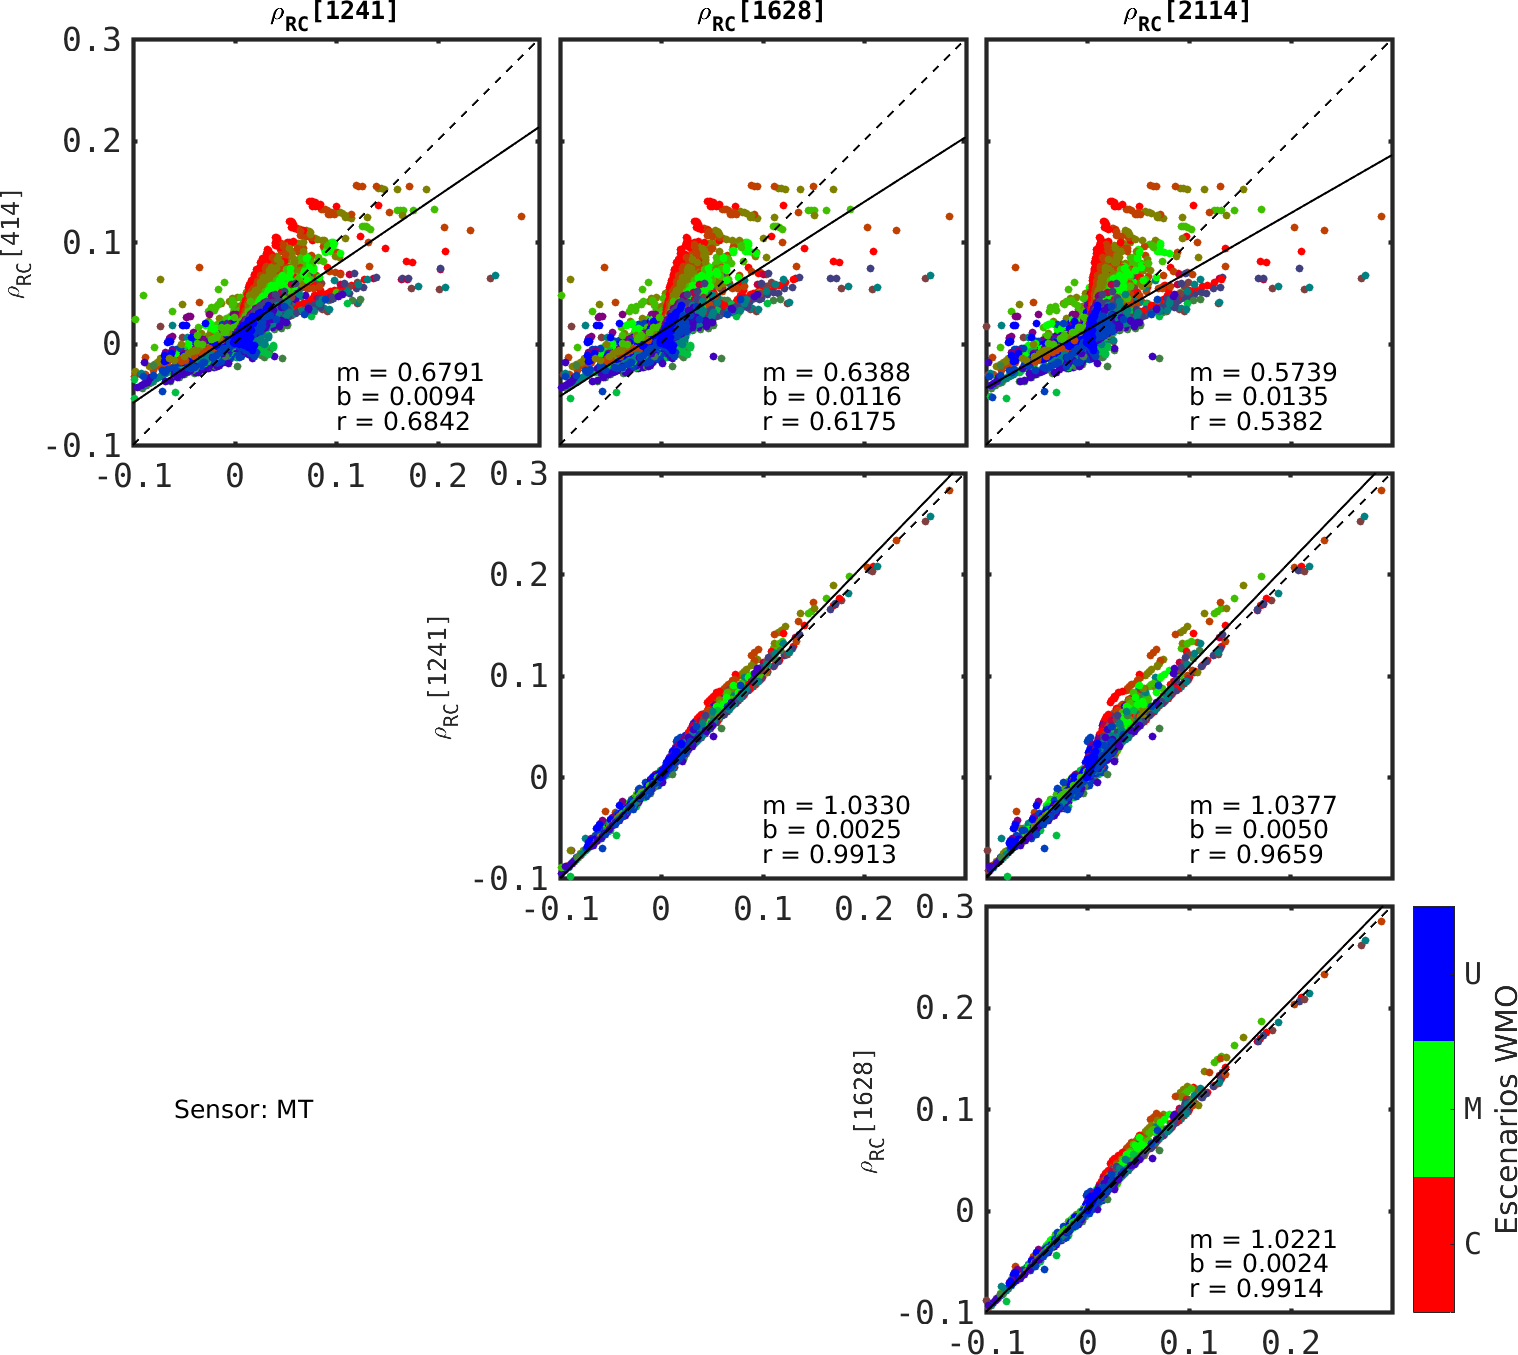 ρRC[1241] ρRC[1628] ρRC[2114]
0.3
0.2
0.1
0
-0.1
ρRC[414]
m = 0.6791
b = 0.0094
r = 0.6842
m = 0.6388
b = 0.0116
r = 0.6175
m = 0.5739
b = 0.0135
r = 0.5382
-0.1 0 0.1 0.2
0.3
0.2
0.1
0
-0.1
ρRC[1241]
m = 1.0330
b = 0.0025
r = 0.9913
m = 1.0377
b = 0.0050
r = 0.9659
-0.1 0 0.1 0.2
0.3
0.2
0.1
0
-0.1
ρRC[1628]
m = 1.0221
b = 0.0024
r = 0.9914
-0.1 0 0.1 0.2
Sensor: MT
U
M
C
Escenarios WMO